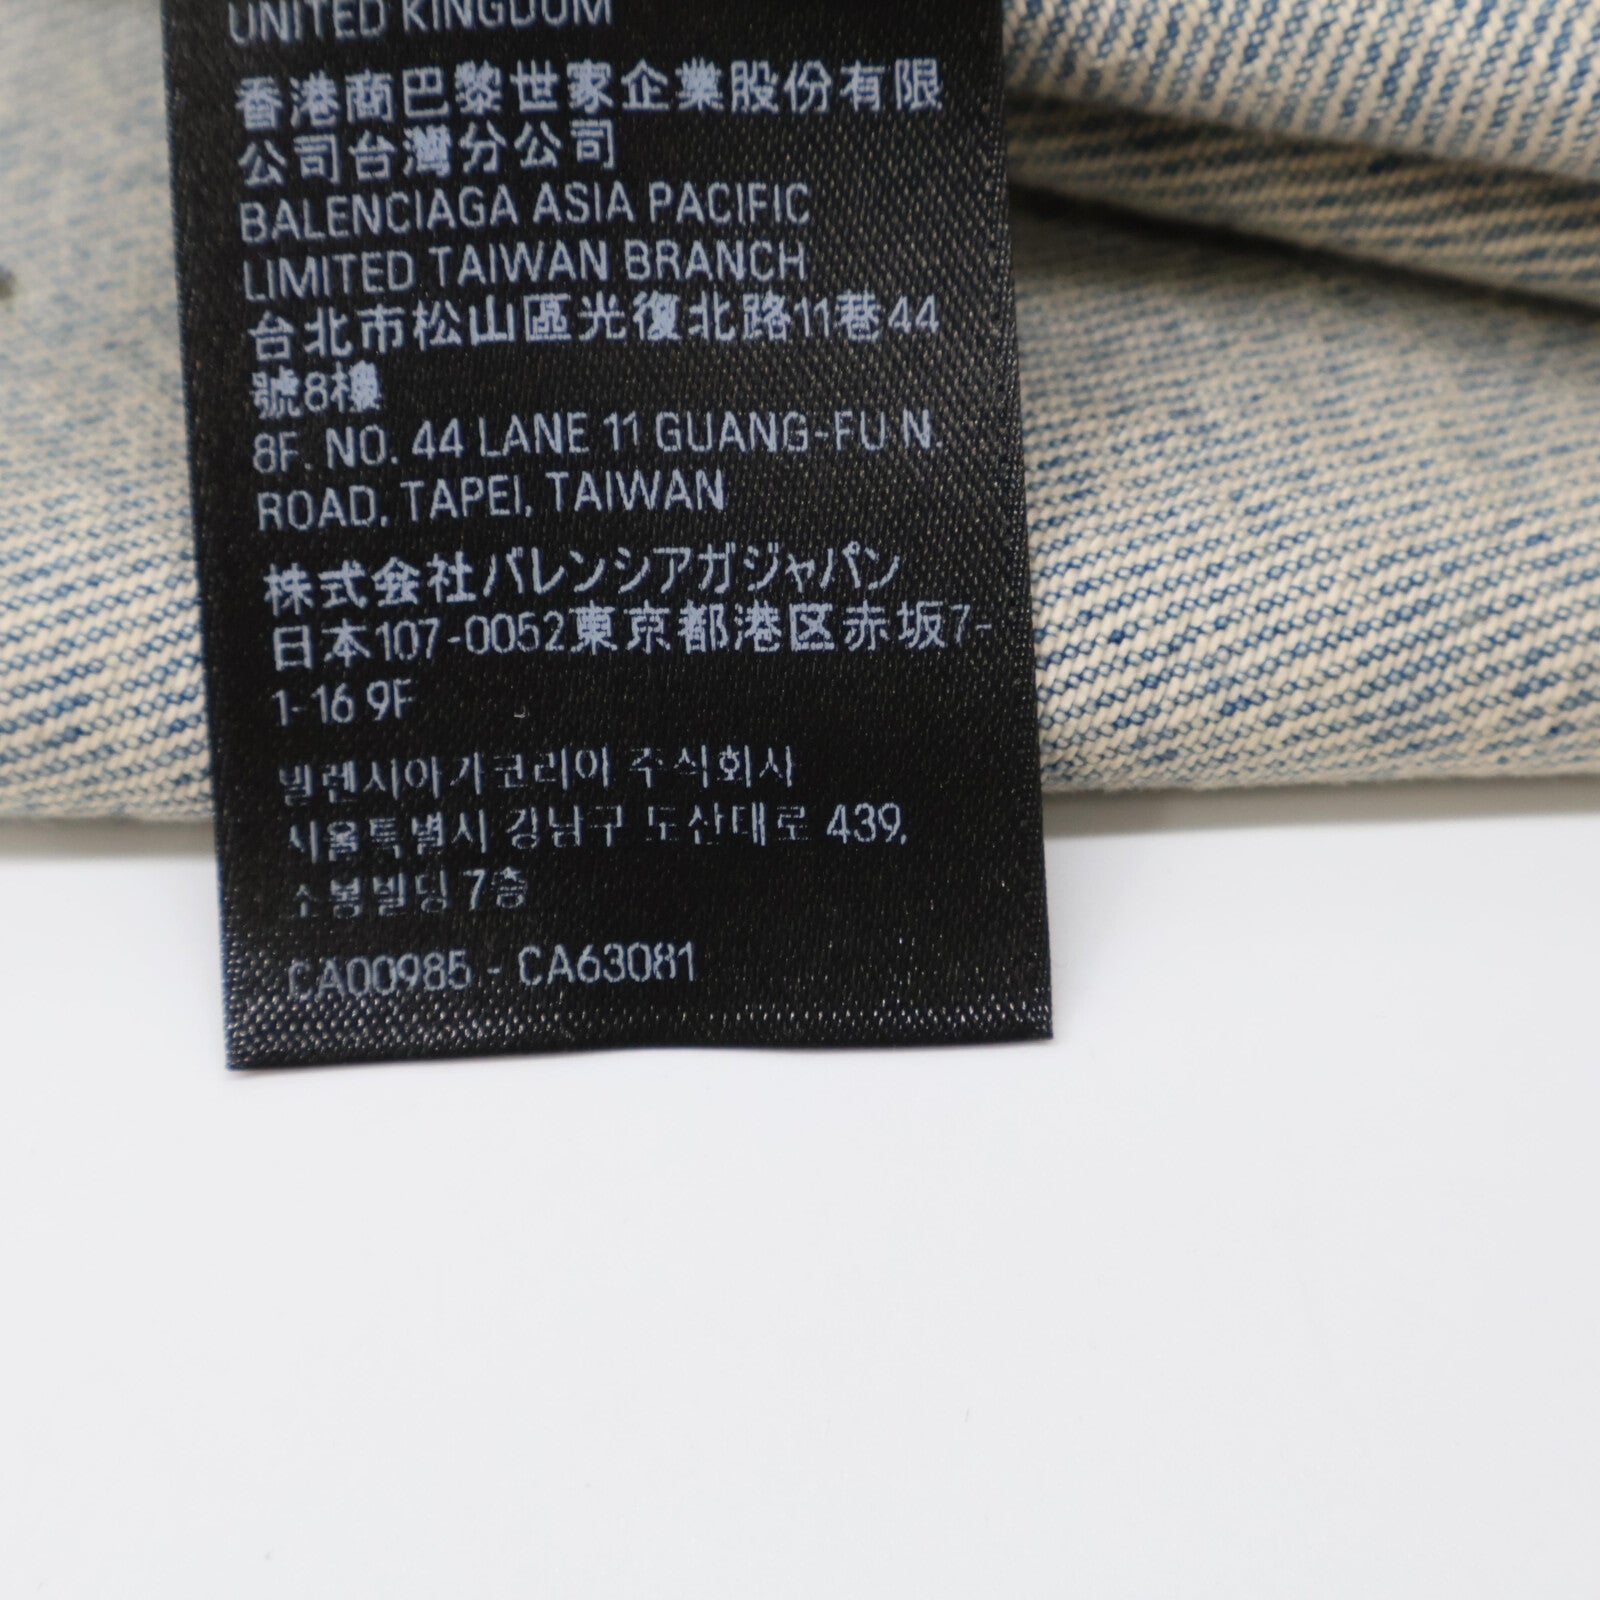 UNITED KINGDOM
香港商巴黎世家企業股份有限
公司台灣分公司
BALENCIAGA ASIA PACIFIC
LIMITED TAIWAN BRANCH
台北市松山區光復北路11巷44
號8樓
8F. NO. 44 LANE 11 GUANG-FU N.
ROAD, TAPEI, TAIWAN
株式会社バレンシアガジャパン
日本107-0052東京都港区赤坂7-
1-16 9F
발렌시아가코리아 주식회사
서울특별시 강남구 도산대로 439,
소봉빌딩 7층
CA00985 - CA63081